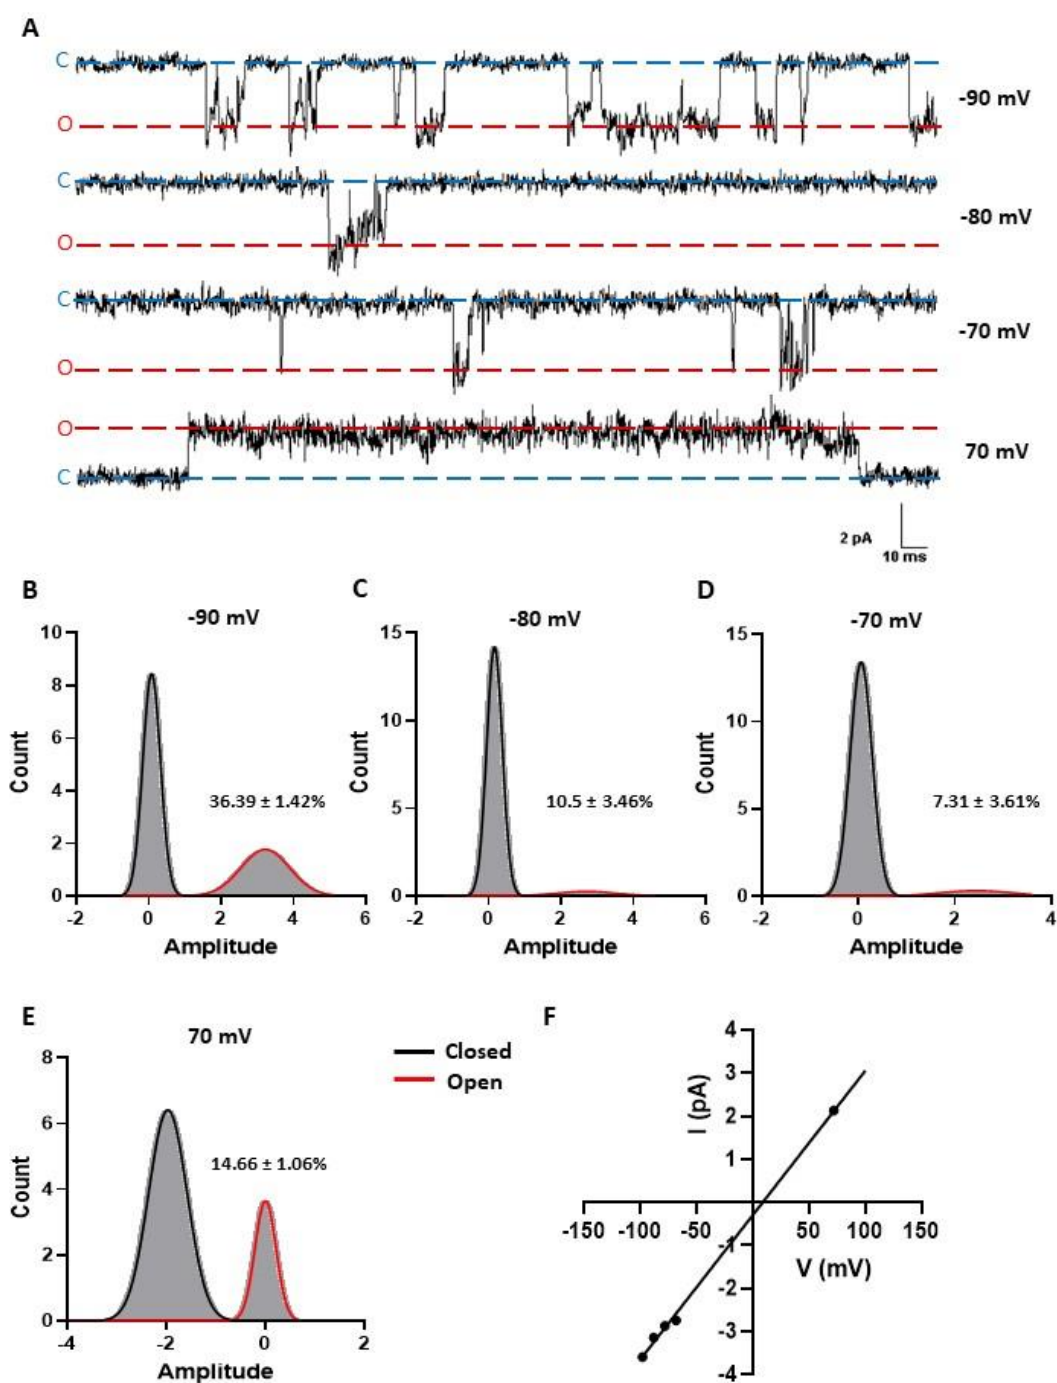 A
C
O
-90 mV
C
O
-80 mV
C
O
-70 mV
O
C
70 mV
2 pA
10 ms
B
-90 mV
10
8
6
4
2
0
-2 0 2 4 6
Count
Amplitude
36.39 ± 1.42%
C
-80 mV
15
10
5
0
-2 0 2 4 6
Count
Amplitude
10.5 ± 3.46%
D
-70 mV
15
10
5
0
-2 0 2 4
Count
Amplitude
7.31 ± 3.61%
E
70 mV
8
6
4
2
0
-4 -2 0 2
Count
Amplitude
14.66 ± 1.06%
Closed
Open
F
4
3
2
1
-1
-2
-3
-4
I (pA)
-150 -100 -50 50 100 150
V (mV)